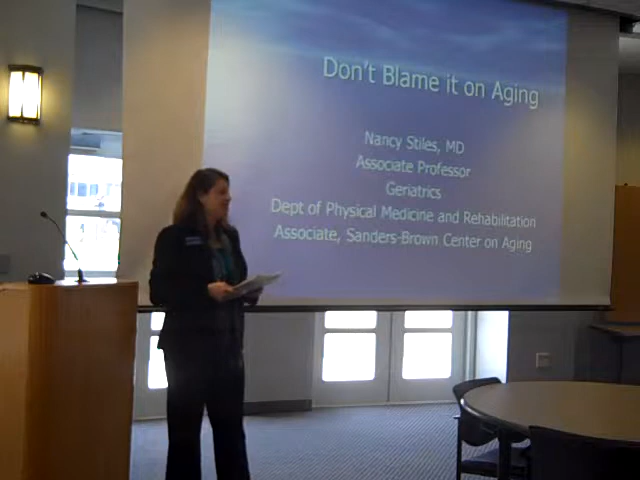 Don't Blame it on Aging
Nancy Stiles, MD
Associate Professor
Geriatrics
Dept of Physical Medicine and Rehabilitation
Associate, Sanders-Brown Center on Aging